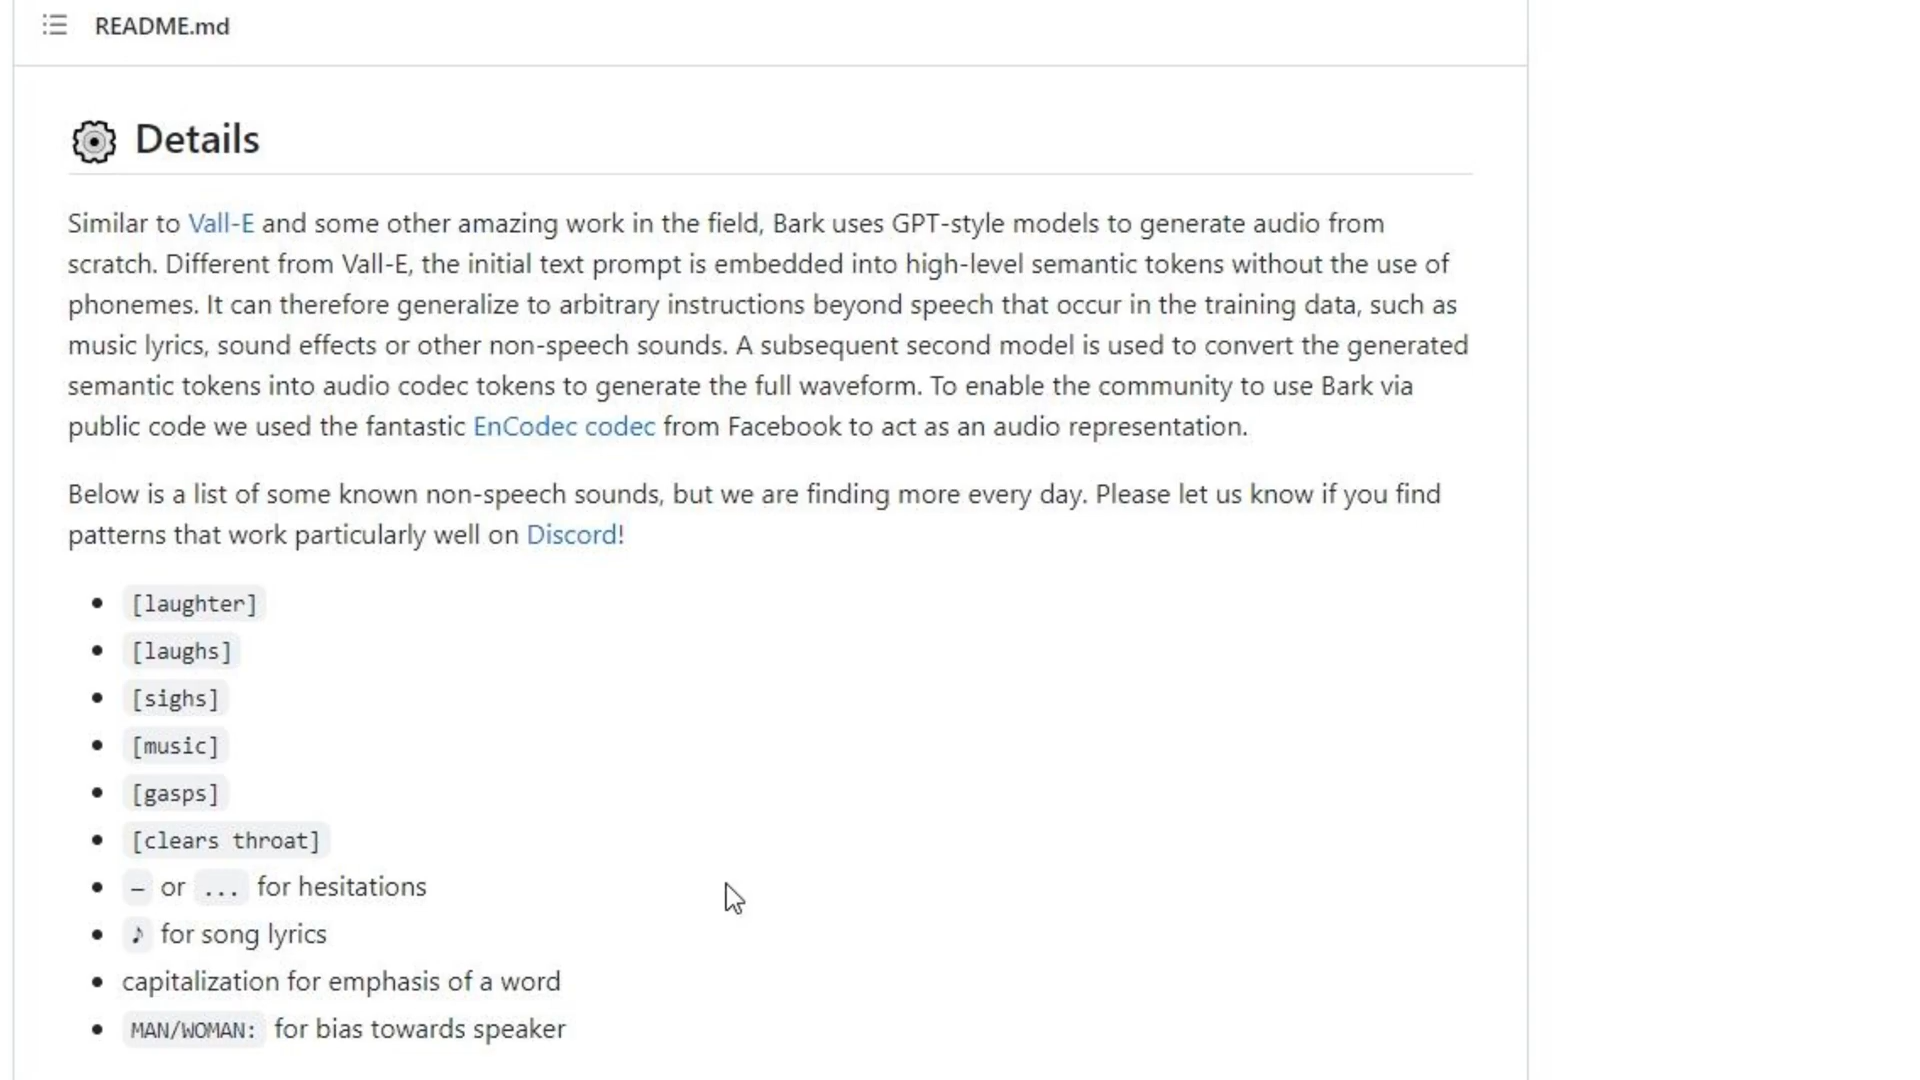 README.md
Details
Similar to Vall-E and some other amazing work in the field, Bark uses GPT-style models to generate audio from
scratch. Different from Vall-E, the initial text prompt is embedded into high-level semantic tokens without the use of
phonemes. It can therefore generalize to arbitrary instructions beyond speech that occur in the training data, such as
music lyrics, sound effects or other non-speech sounds. A subsequent second model is used to convert the generated
semantic tokens into audio codec tokens to generate the full waveform. To enable the community to use Bark via
public code we used the fantastic EnCodec codec from Facebook to act as an audio representation.
Below is a list of some known non-speech sounds, but we are finding more every day. Please let us know if you find
patterns that work particularly well on Discord!
[laughter]
[laughs]
[sighs]
[music]
[gasps]
[clears throat]
– or ... for hesitations
♪ for song lyrics
capitalization for emphasis of a word
MAN/WOMAN: for bias towards speaker